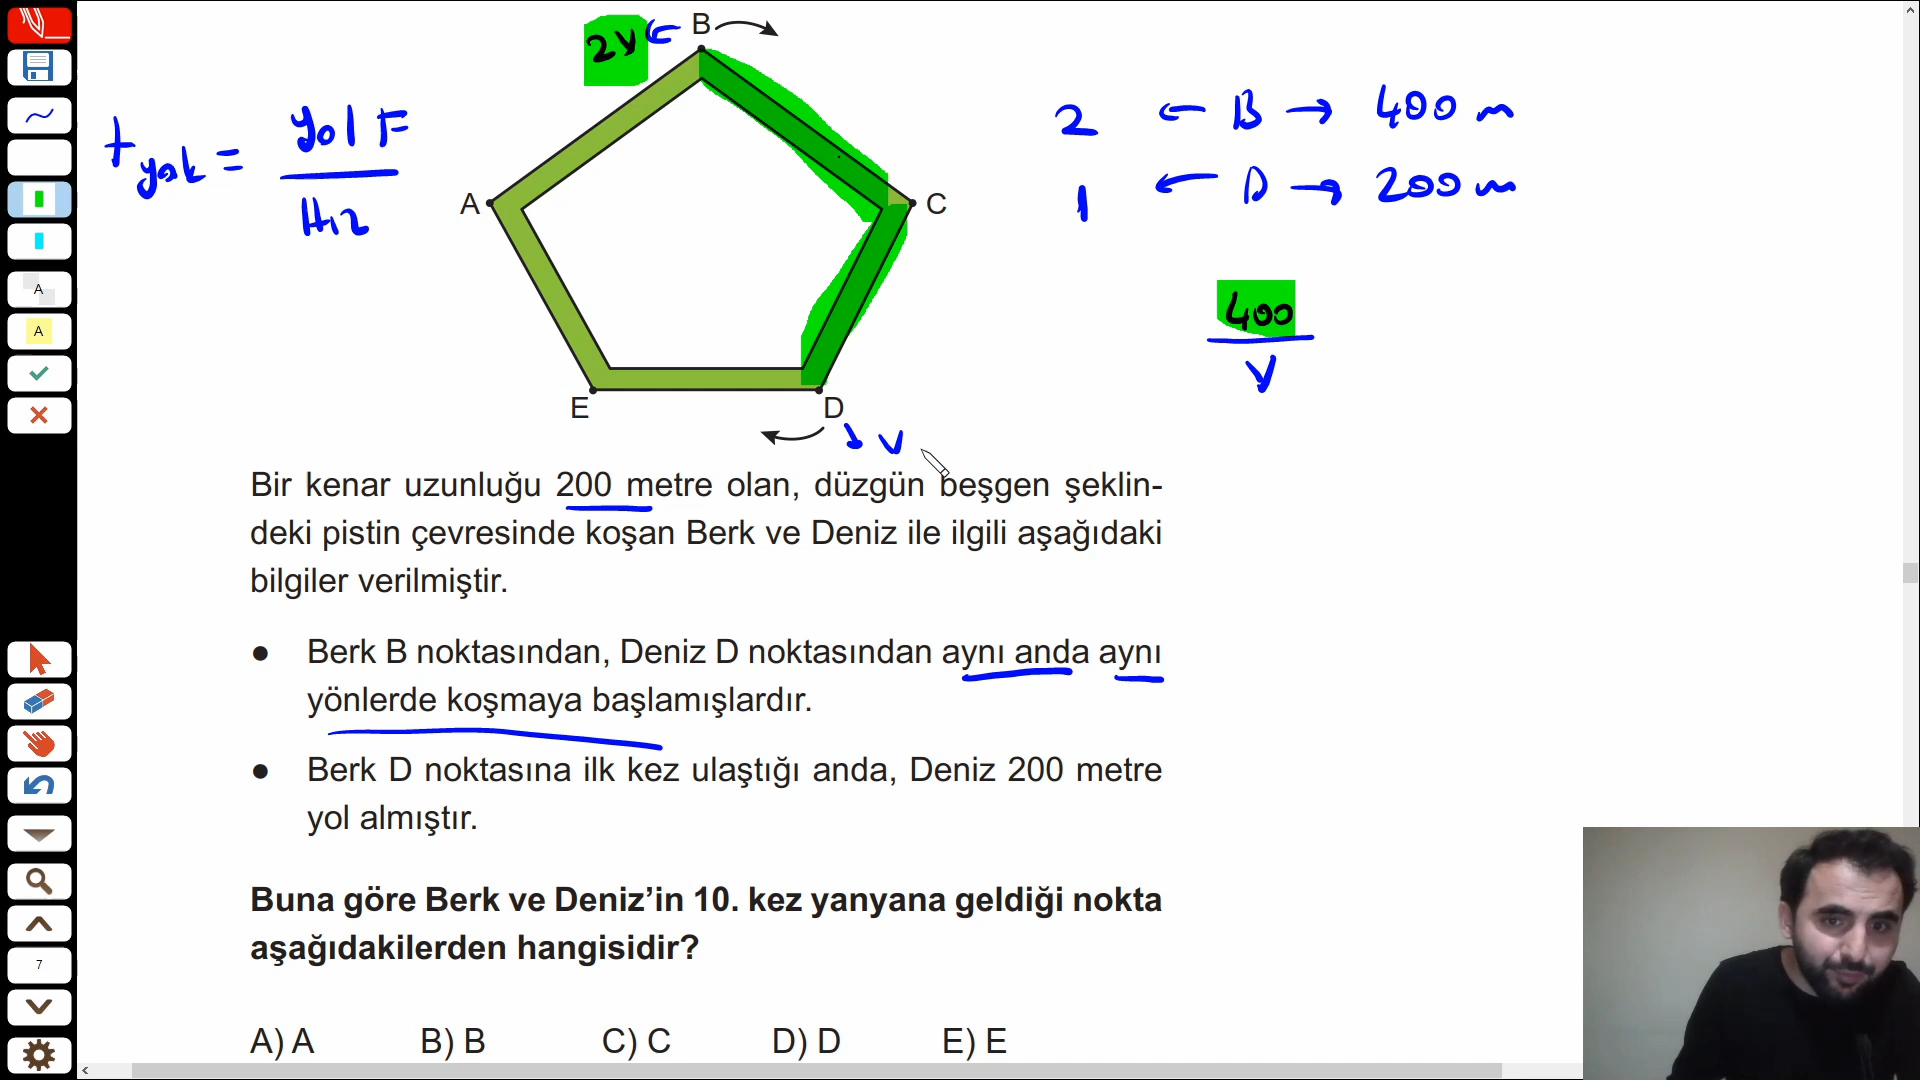 2V ← B
t yak = yol F
Hız
A
C
2 ← B → 400 m
1 ← D → 200 m
400
V
E
D
↘ V
Bir kenar uzunluğu 200 metre olan, düzgün beşgen şeklin-
deki pistin çevresinde koşan Berk ve Deniz ile ilgili aşağıdaki
bilgiler verilmiştir.
● Berk B noktasından, Deniz D noktasından aynı anda aynı
yönlerde koşmaya başlamışlardır.
● Berk D noktasına ilk kez ulaştığı anda, Deniz 200 metre
yol almıştır.
Buna göre Berk ve Deniz’in 10. kez yanyana geldiği nokta
aşağıdakilerden hangisidir?
A) A B) B C) C D) D E) E
A
A
7